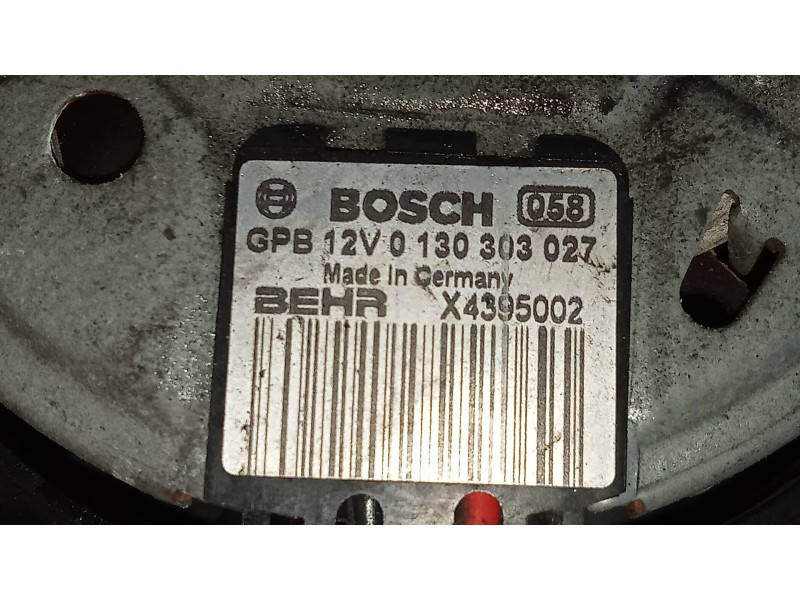 BOSCH 058
GPB 12V 0 130 303 027
Made in Germany
BEHR X4395002